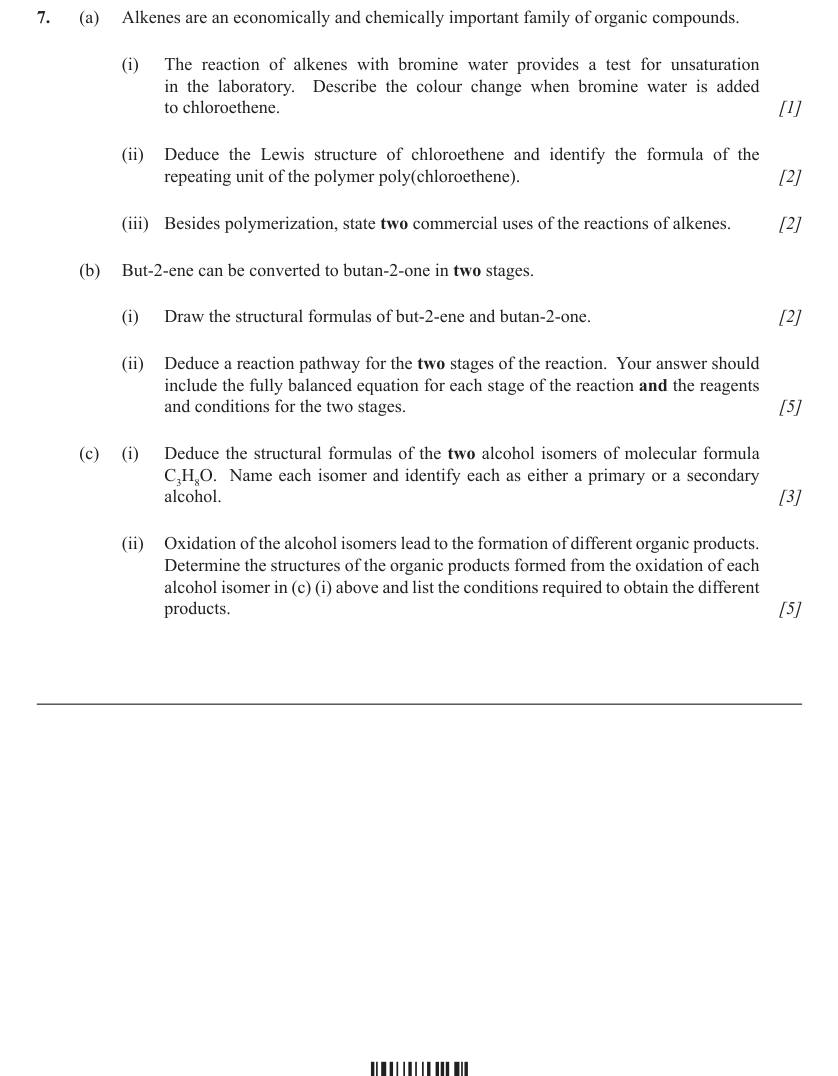 7. (a) Alkenes are an economically and chemically important family of organic compounds.
(i) The reaction of alkenes with bromine water provides a test for unsaturation
in the laboratory. Describe the colour change when bromine water is added
to chloroethene. [1]
(ii) Deduce the Lewis structure of chloroethene and identify the formula of the
repeating unit of the polymer poly(chloroethene). [2]
(iii) Besides polymerization, state two commercial uses of the reactions of alkenes. [2]
(b) But-2-ene can be converted to butan-2-one in two stages.
(i) Draw the structural formulas of but-2-ene and butan-2-one. [2]
(ii) Deduce a reaction pathway for the two stages of the reaction. Your answer should
include the fully balanced equation for each stage of the reaction and the reagents
and conditions for the two stages. [5]
(c) (i) Deduce the structural formulas of the two alcohol isomers of molecular formula
C₃H₈O. Name each isomer and identify each as either a primary or a secondary
alcohol. [3]
(ii) Oxidation of the alcohol isomers lead to the formation of different organic products.
Determine the structures of the organic products formed from the oxidation of each
alcohol isomer in (c) (i) above and list the conditions required to obtain the different
products. [5]